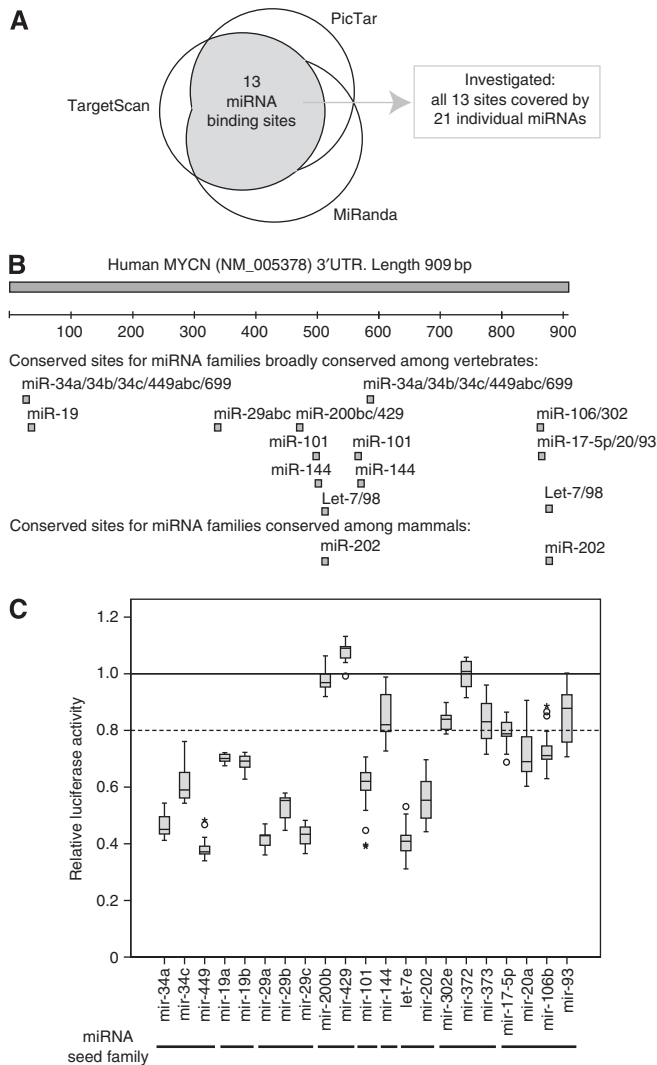 A
PicTar
TargetScan
13
miRNA
binding sites
Investigated:
all 13 sites covered by
21 individual miRNAs
MiRanda
B
Human MYCN (NM_005378) 3′UTR. Length 909 bp
100 200 300 400 500 600 700 800 900
Conserved sites for miRNA families broadly conserved among vertebrates:
miR-34a/34b/34c/449abc/699 miR-34a/34b/34c/449abc/699
miR-19 miR-29abc miR-200bc/429 miR-106/302
miR-101 miR-101 miR-17-5p/20/93
miR-144 miR-144
Let-7/98 Let-7/98
Conserved sites for miRNA families conserved among mammals:
miR-202 miR-202
C
Relative luciferase activity
1.2
1.0
0.8
0.6
0.4
0.2
0
mir-34a
mir-34c
mir-449
mir-19a
mir-19b
mir-29a
mir-29b
mir-29c
mir-200b
mir-429
mir-101
mir-144
let-7e
mir-202
mir-302e
mir-372
mir-373
mir-17-5p
mir-20a
mir-106b
mir-93
miRNA
seed family